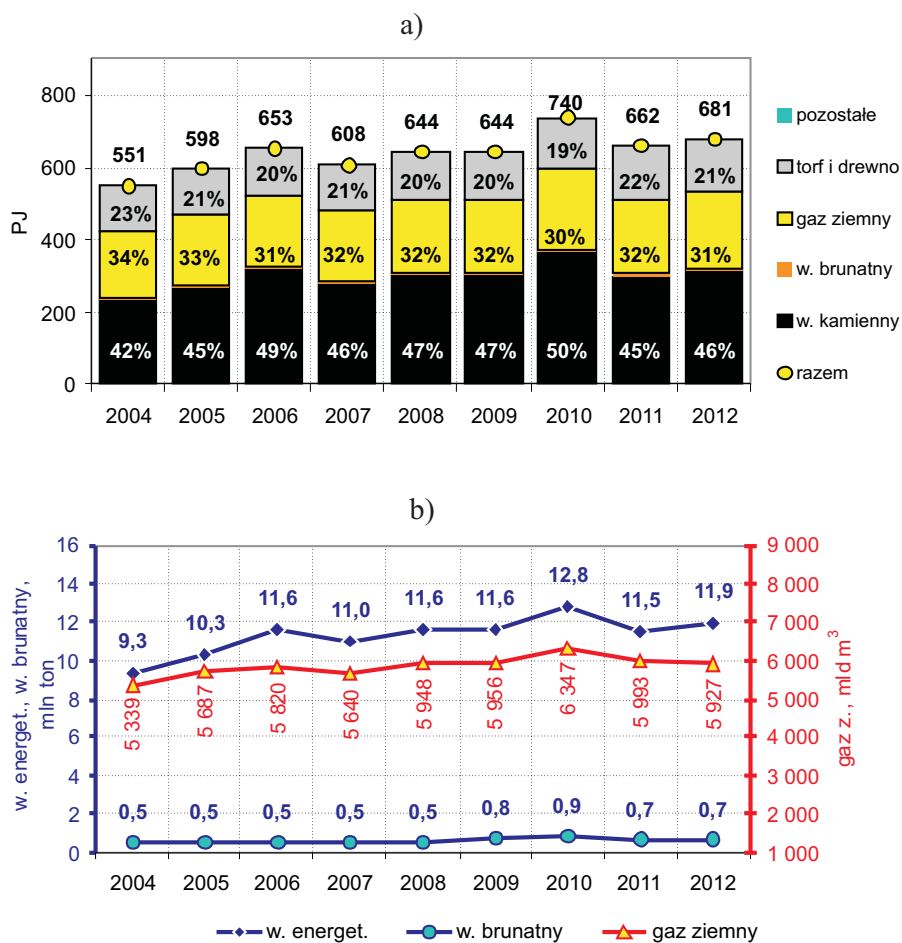 a)
PJ
800
600
400
200
0
551 598 653 608 644 644 740 662 681
23% 21% 20% 21% 20% 20% 19% 22% 21%
34% 33% 31% 32% 32% 32% 30% 32% 31%
42% 45% 49% 46% 47% 47% 50% 45% 46%
2004 2005 2006 2007 2008 2009 2010 2011 2012
pozostałe
torf i drewno
gaz ziemny
w. brunatny
w. kamienny
razem
b)
w. energet., w. brunatny,
mln ton
16
14
12
10
8
6
4
2
0
9,3 10,3 11,6 11,0 11,6 11,6 12,8 11,5 11,9
5 339 5 687 5 820 5 640 5 948 5 956 6 347 5 993 5 927
0,5 0,5 0,5 0,5 0,5 0,8 0,9 0,7 0,7
9 000
8 000
7 000
6 000
5 000
4 000
3 000
2 000
1 000
gaz z., mld m³
2004 2005 2006 2007 2008 2009 2010 2011 2012
w. energet. w. brunatny gaz ziemny